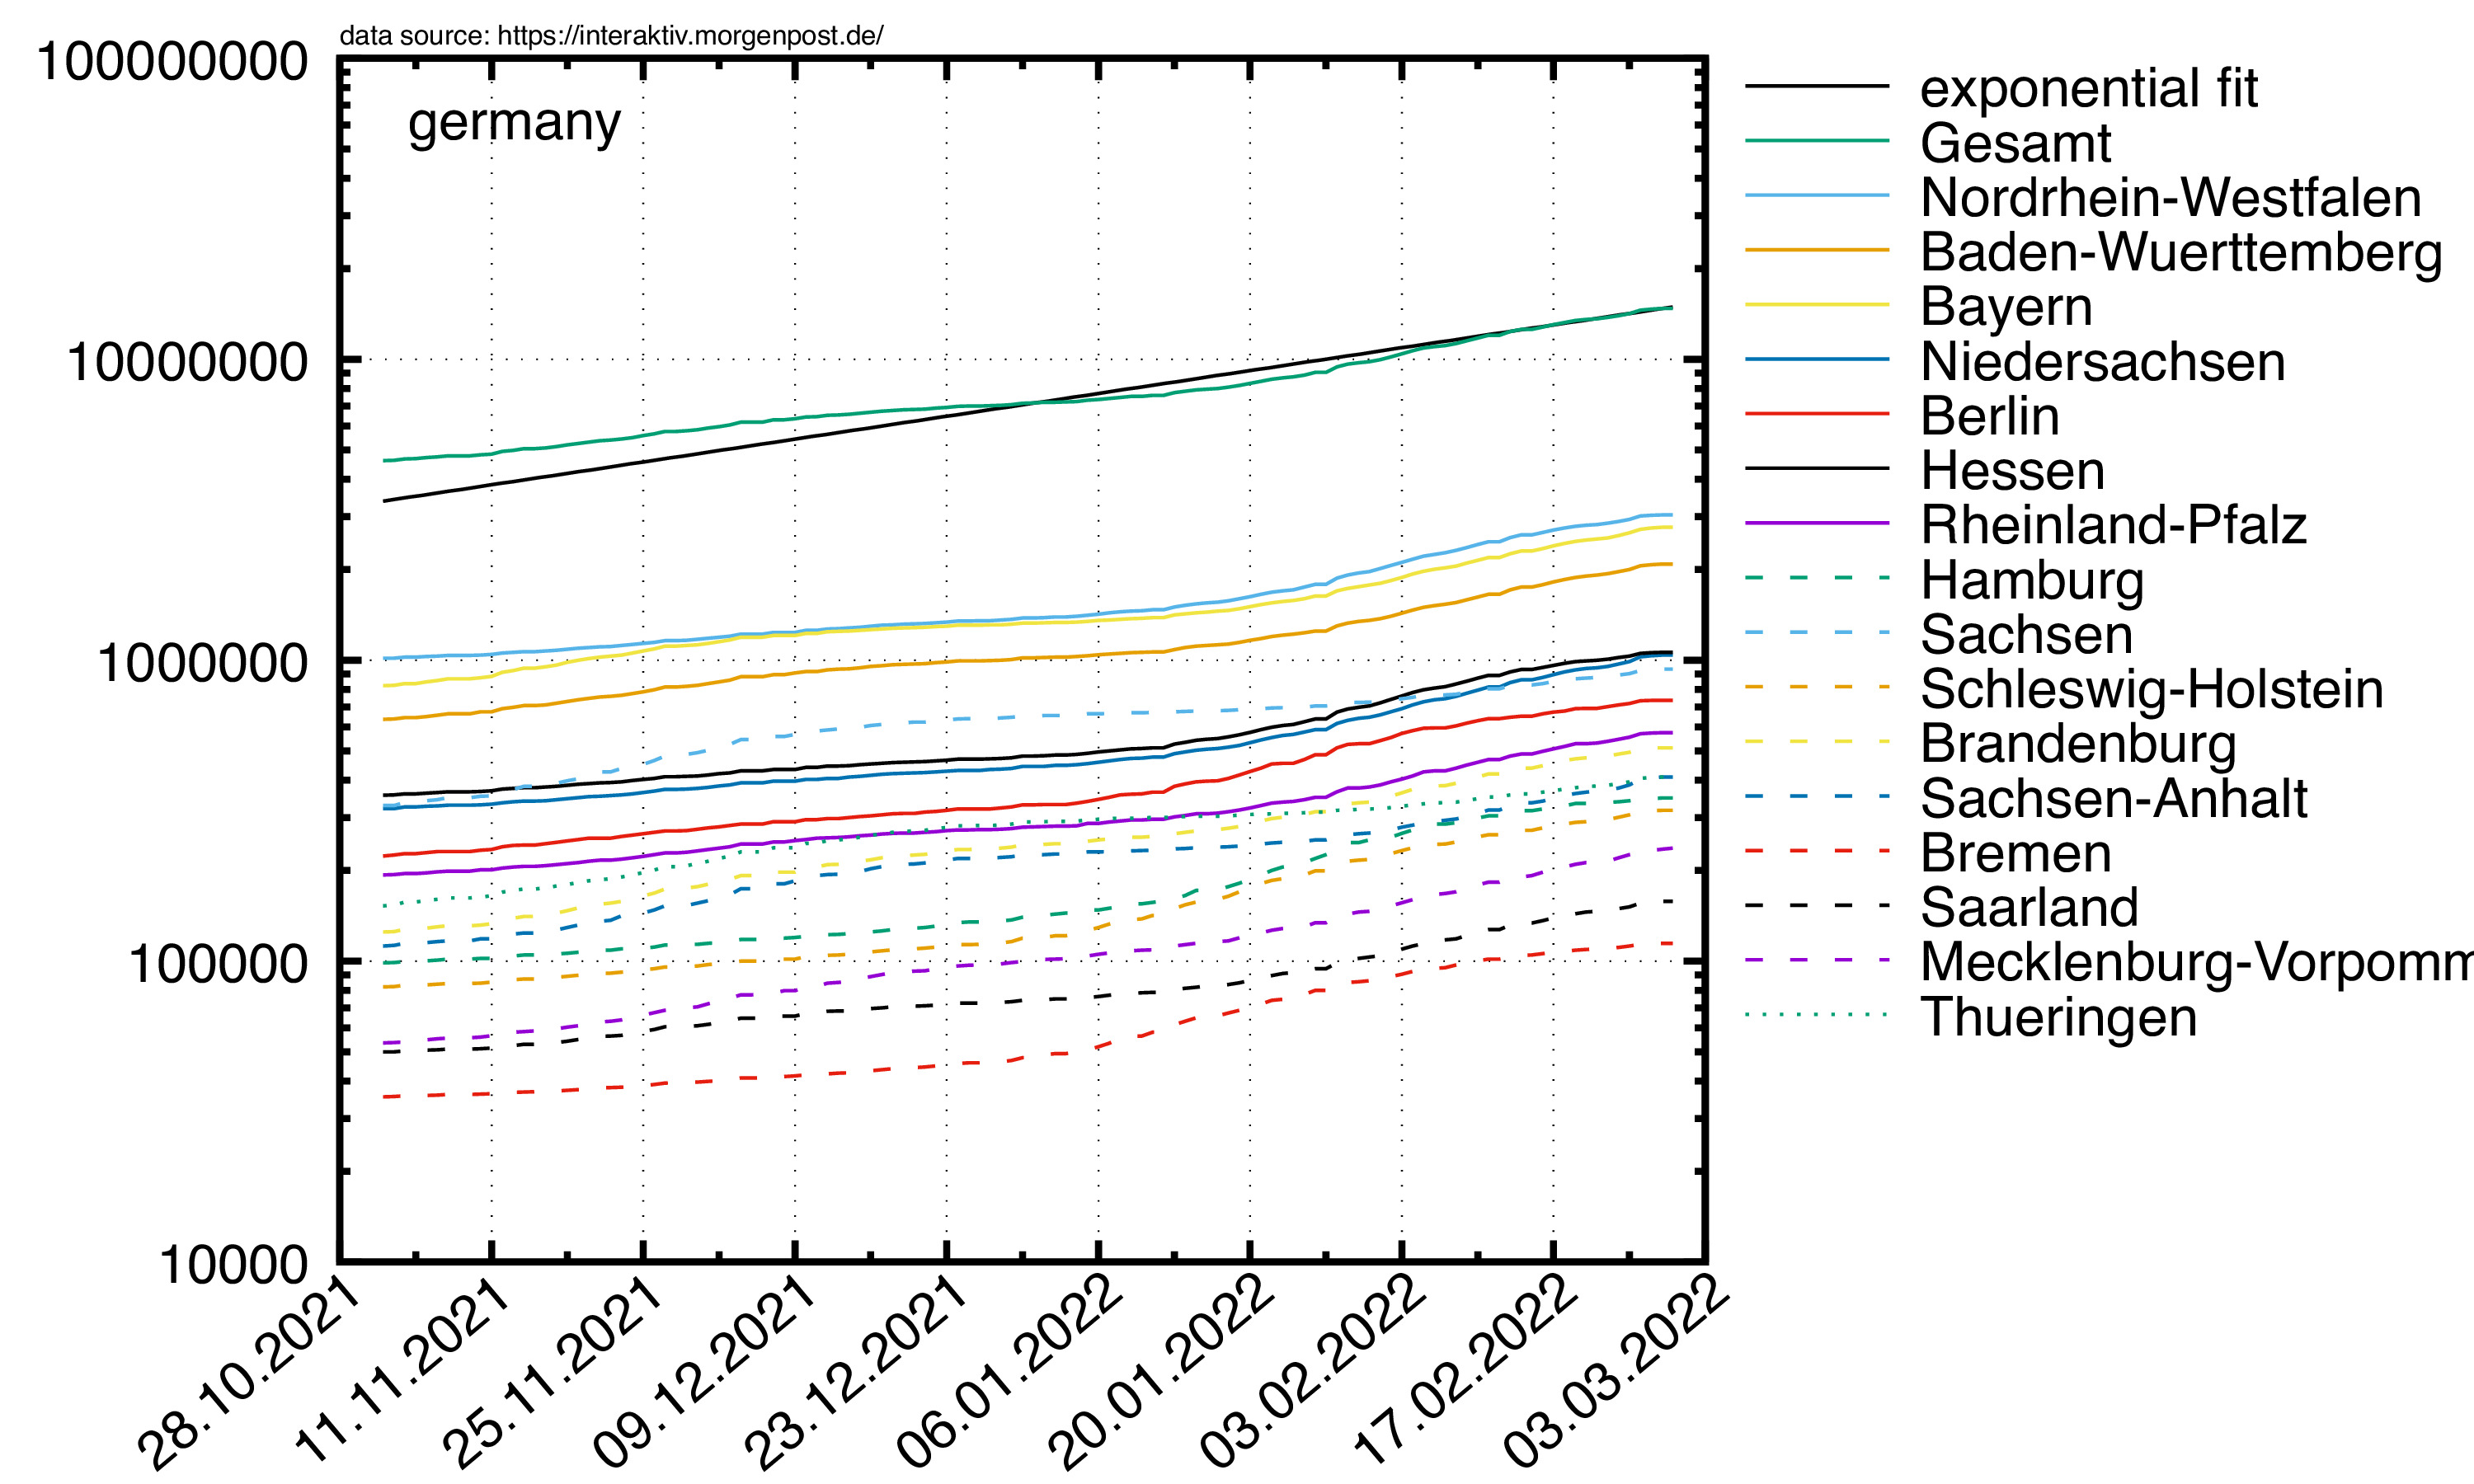 data source: https://interaktiv.morgenpost.de/
germany
100000000
10000000
1000000
100000
10000
28.10.2021
11.11.2021
25.11.2021
09.12.2021
23.12.2021
06.01.2022
20.01.2022
03.02.2022
17.02.2022
03.03.2022
exponential fit
Gesamt
Nordrhein-Westfalen
Baden-Wuerttemberg
Bayern
Niedersachsen
Berlin
Hessen
Rheinland-Pfalz
Hamburg
Sachsen
Schleswig-Holstein
Brandenburg
Sachsen-Anhalt
Bremen
Saarland
Mecklenburg-Vorpomm
Thueringen